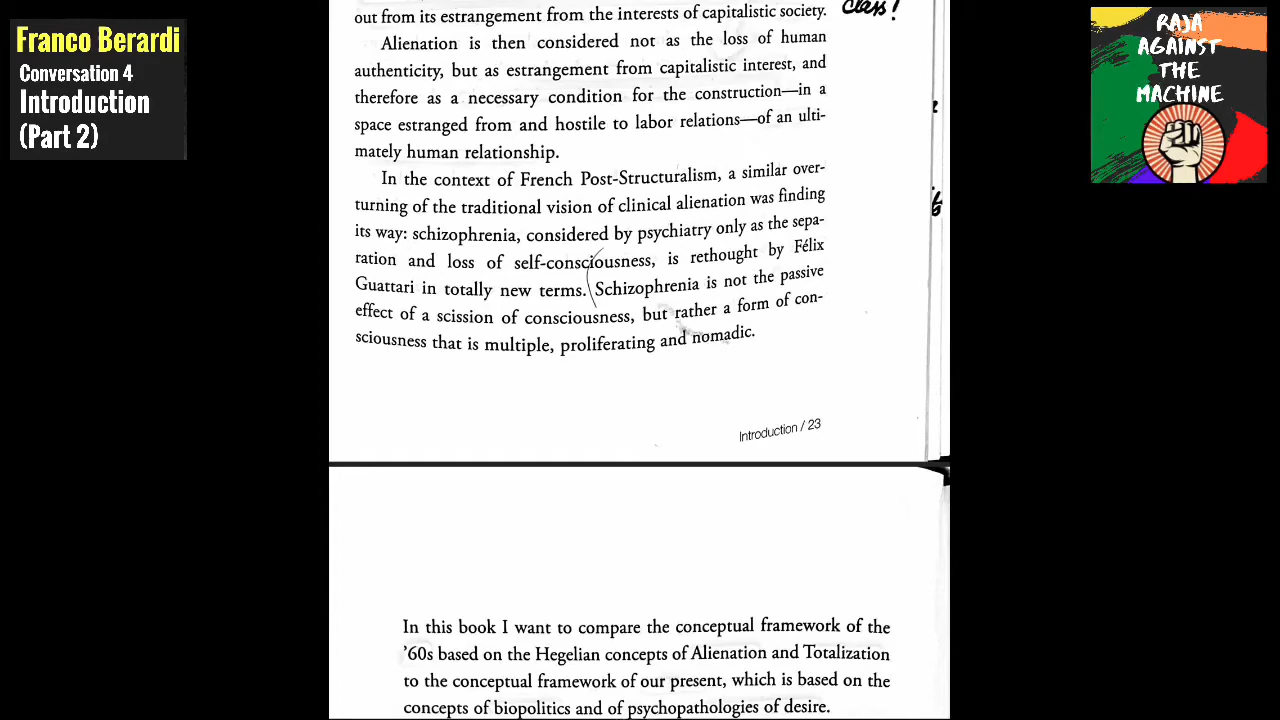 Franco Berardi
Conversation 4
Introduction
(Part 2)
out from its estrangement from the interests of capitalistic society.
class!
Alienation is then considered not as the loss of human
authenticity, but as estrangement from capitalistic interest, and
therefore as a necessary condition for the construction—in a
space estranged from and hostile to labor relations—of an ulti-
mately human relationship.
In the context of French Post-Structuralism, a similar over-
turning of the traditional vision of clinical alienation was finding
its way: schizophrenia, considered by psychiatry only as the sepa-
ration and loss of self-consciousness, is rethought by Félix
Guattari in totally new terms. Schizophrenia is not the passive
effect of a scission of consciousness, but rather a form of con-
sciousness that is multiple, proliferating and nomadic.
Introduction / 23
In this book I want to compare the conceptual framework of the
’60s based on the Hegelian concepts of Alienation and Totalization
to the conceptual framework of our present, which is based on the
concepts of biopolitics and of psychopathologies of desire.
RAJA
AGAINST
THE
MACHINE